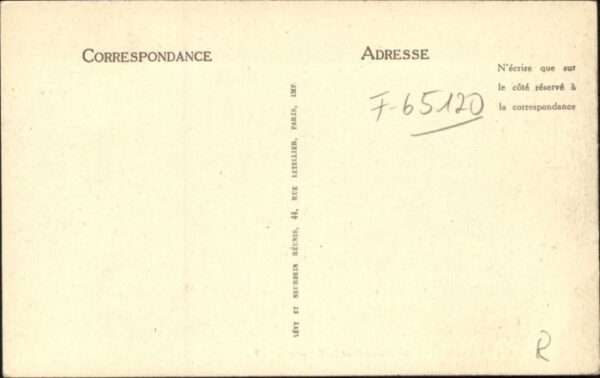 CORRESPONDANCE
ADRESSE
N'écrire que sur
le côté réservé à
la correspondance
F-65120
LÉVY ET NEURDEIN RÉUNIS, 44, RUE LETELLIER, PARIS, IMP
R